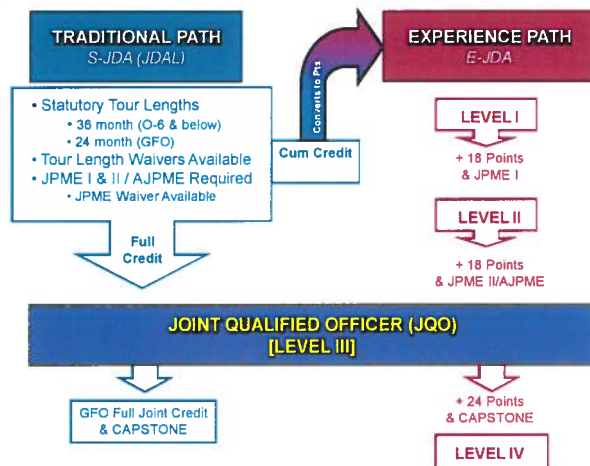 TRADITIONAL PATH
S-JDA (JDAL)
• Statutory Tour Lengths
• 36 month (O-6 & below)
• 24 month (GFO)
• Tour Length Waivers Available
• JPME I & II / AJPME Required
• JPME Waiver Available
Full
Credit
Cum Credit
Converts to Pts
EXPERIENCE PATH
E-JDA
LEVEL I
+ 18 Points
& JPME I
LEVEL II
+ 18 Points
& JPME II/AJPME
JOINT QUALIFIED OFFICER (JQO)
[LEVEL III]
GFO Full Joint Credit
& CAPSTONE
+ 24 Points
& CAPSTONE
LEVEL IV